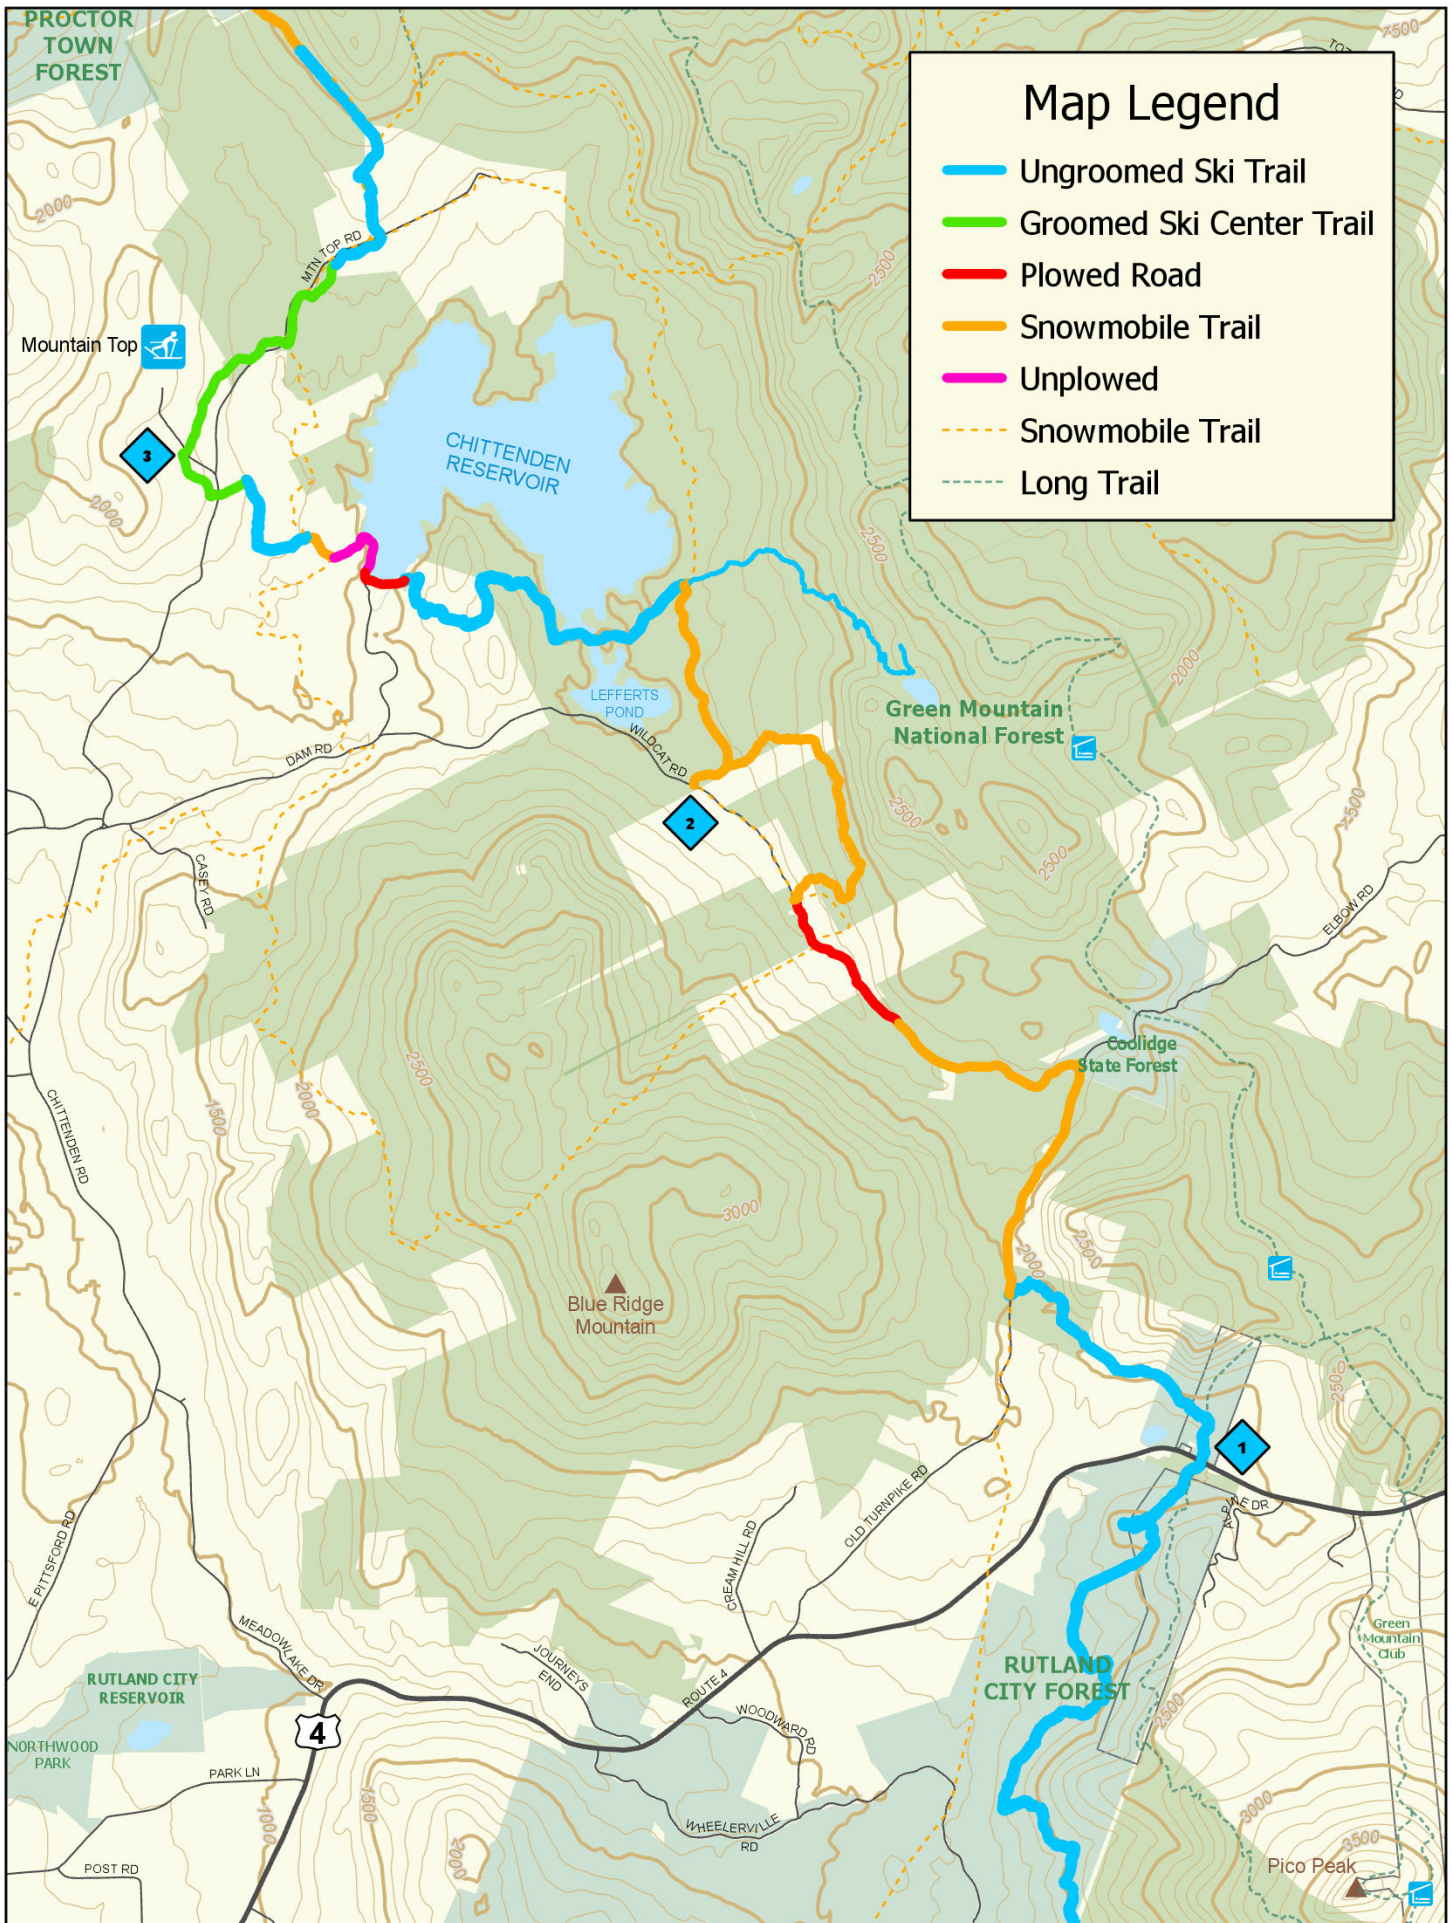 PROCTOR
TOWN
FOREST
7500
Map Legend
Ungroomed Ski Trail
Groomed Ski Center Trail
Plowed Road
Snowmobile Trail
Unplowed
Snowmobile Trail
Long Trail
2000
MTN TOP RD
2500
Mountain Top
3
CHITTENDEN
RESERVOIR
2000
2500
LEFFERTS
POND
2000
Green Mountain
National Forest
WILDCAT RD
DAM RD
2
2500
2500
CASEY RD
ELBOW RD
Coolidge
State Forest
2500
2000
1500
CHITTENDEN RD
3000
2000
2500
Blue Ridge
Mountain
2500
1
ALPINE DR
OLD TURNPIKE RD
CREAM HILL RD
E PITTSFORD RD
MEADOWLAKE DR
JOURNEYS
END
Green
Mountain
Club
RUTLAND
CITY FOREST
RUTLAND CITY
RESERVOIR
ROUTE 4
WOODWARD RD
2500
4
NORTHWOOD
PARK
PARK LN
1000
1500
WHEELERVILLE
RD
2000
3000
3500
POST RD
Pico Peak